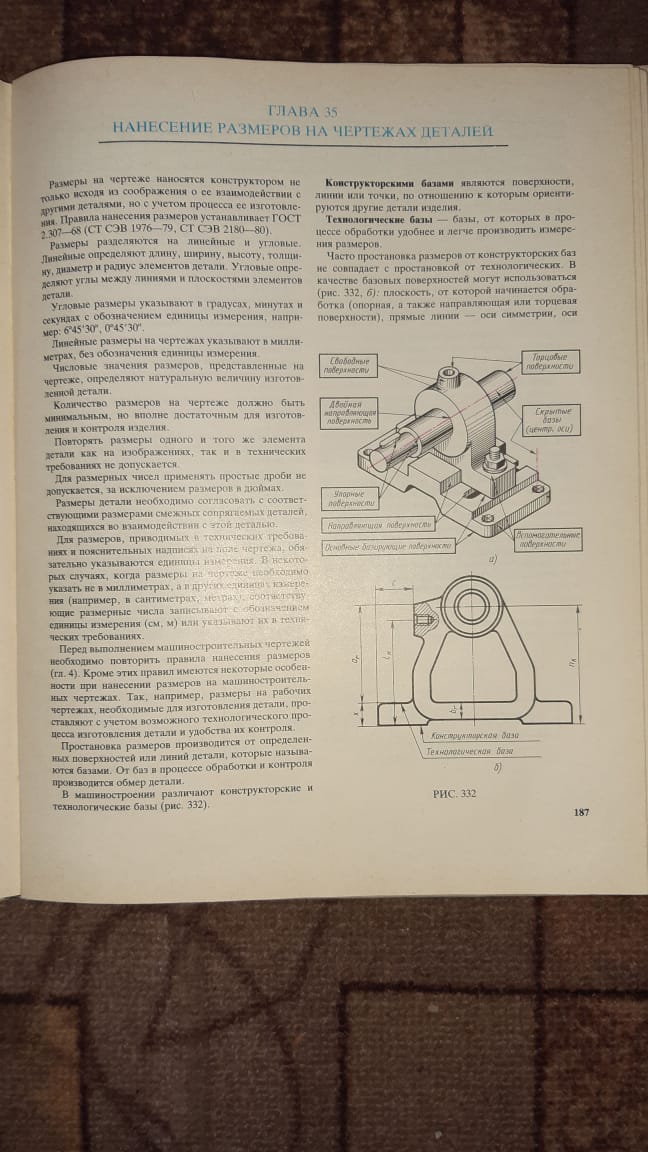 ГЛАВА 35
НАНЕСЕНИЕ РАЗМЕРОВ НА ЧЕРТЕЖАХ ДЕТАЛЕЙ
Размеры на чертеже наносятся конструктором не
только исходя из соображения о ее взаимодействии с
другими деталями, но с учетом процесса ее изготовле-
ния. Правила нанесения размеров устанавливает ГОСТ
2.307—68 (СТ СЭВ 1976—79, СТ СЭВ 2180—80).
Размеры разделяются на линейные и угловые.
Линейные определяют длину, ширину, высоту, толщи-
ну, диаметр и радиус элементов детали. Угловые опре-
деляют углы между линиями и плоскостями элементов
детали.
Угловые размеры указывают в градусах, минутах и
секундах с обозначением единицы измерения, напри-
мер: 6°45'30", 0°45'30".
Линейные размеры на чертежах указывают в милли-
метрах, без обозначения единицы измерения.
Числовые значения размеров, представленные на
чертеже, определяют натуральную величину изготов-
ленной детали.
Количество размеров на чертеже должно быть
минимальным, но вполне достаточным для изготов-
ления и контроля изделия.
Повторять размеры одного и того же элемента
детали как на изображениях, так и в технических
требованиях не допускается.
Для размерных чисел применять простые дроби не
допускается, за исключением размеров в дюймах.
Размеры детали необходимо согласовать с соответ-
ствующими размерами смежных сопрягаемых деталей,
находящихся во взаимодействии с этой деталью.
Для размеров, приводимых в технических требова-
ниях и пояснительных надписях на поле чертежа, обя-
зательно указываются единицы измерения. В некото-
рых случаях, когда размеры на чертеже необходимо
указать не в миллиметрах, а в других единицах измере-
ния (например, в сантиметрах, метрах), соответству-
ющие размерные числа записывают с обозначением
единицы измерения (см, м) или указывают их в техни-
ческих требованиях.
Перед выполнением машиностроительных чертежей
необходимо повторить правила нанесения размеров
(гл. 4). Кроме этих правил имеются некоторые особен-
ности при нанесении размеров на машиностроитель-
ных чертежах. Так, например, размеры на рабочих
чертежах, необходимые для изготовления детали, про-
ставляют с учетом возможного технологического про-
цесса изготовления детали и удобства их контроля.
Простановка размеров производится от определен-
ных поверхностей или линий детали, которые называ-
ются базами. От баз в процессе обработки и контроля
производится обмер детали.
В машиностроении различают конструкторские и
технологические базы (рис. 332).
Конструкторскими базами являются поверхности,
линии или точки, по отношению к которым ориенти-
руются другие детали изделия.
Технологические базы — базы, от которых в про-
цессе обработки удобнее и легче производить измере-
ния размеров.
Часто простановка размеров от конструкторских баз
не совпадает с простановкой от технологических. В
качестве базовых поверхностей могут использоваться
(рис. 332, б): плоскость, от которой начинается обра-
ботка (опорная, а также направляющая или торцевая
поверхности), прямые линии — оси симметрии, оси
Свободные
поверхности
Торцовые
поверхности
Двойная
направляющая
поверхность
Скрытые
базы
(центр. оси)
Упорные
поверхности
Направляющая поверхность
Основные базирующие поверхности
Вспомогательные
поверхности
а)
Конструкторская база
Технологическая база
б)
РИС. 332
187